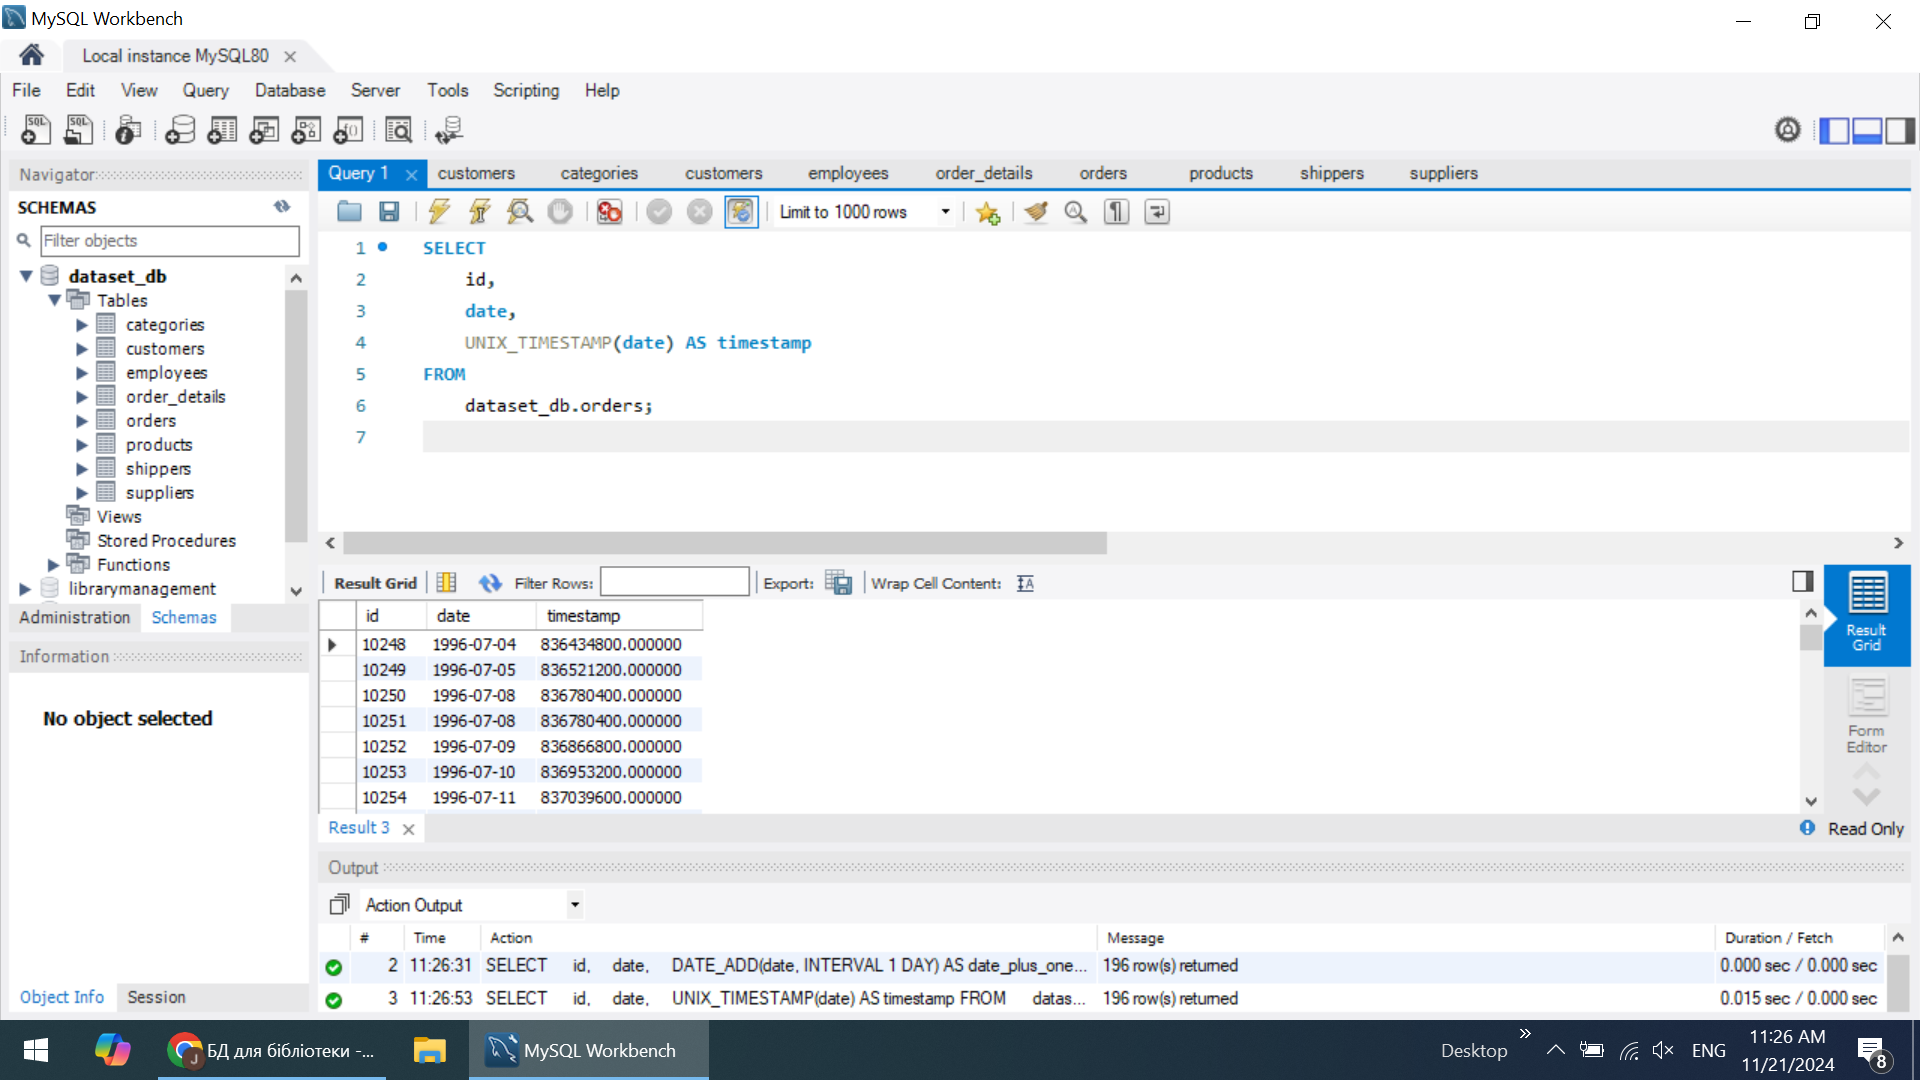 MySQL Workbench
Local instance MySQL80
File Edit View Query Database Server Tools Scripting Help
Navigator
SCHEMAS
Filter objects
dataset_db
Tables
categories
customers
employees
order_details
orders
products
shippers
suppliers
Views
Stored Procedures
Functions
librarymanagement
Administration Schemas
Information
No object selected
Object Info Session
Query 1 customers categories customers employees order_details orders products shippers suppliers
Limit to 1000 rows
1 SELECT
2 id,
3 date,
4 UNIX_TIMESTAMP(date) AS timestamp
5 FROM
6 dataset_db.orders;
7
Result Grid Filter Rows: Export: Wrap Cell Content:
id date timestamp
10248 1996-07-04 836434800.000000
10249 1996-07-05 836521200.000000
10250 1996-07-08 836780400.000000
10251 1996-07-08 836780400.000000
10252 1996-07-09 836866800.000000
10253 1996-07-10 836953200.000000
10254 1996-07-11 837039600.000000
Result
Grid
Form
Editor
Result 3
Read Only
Output
Action Output
# Time Action Message Duration / Fetch
2 11:26:31 SELECT id, date, DATE_ADD(date, INTERVAL 1 DAY) AS date_plus_one... 196 row(s) returned 0.000 sec / 0.000 sec
3 11:26:53 SELECT id, date, UNIX_TIMESTAMP(date) AS timestamp FROM datas... 196 row(s) returned 0.015 sec / 0.000 sec
J БД для бібліотеки -... MySQL Workbench Desktop ENG
11:26 AM
11/21/2024
8